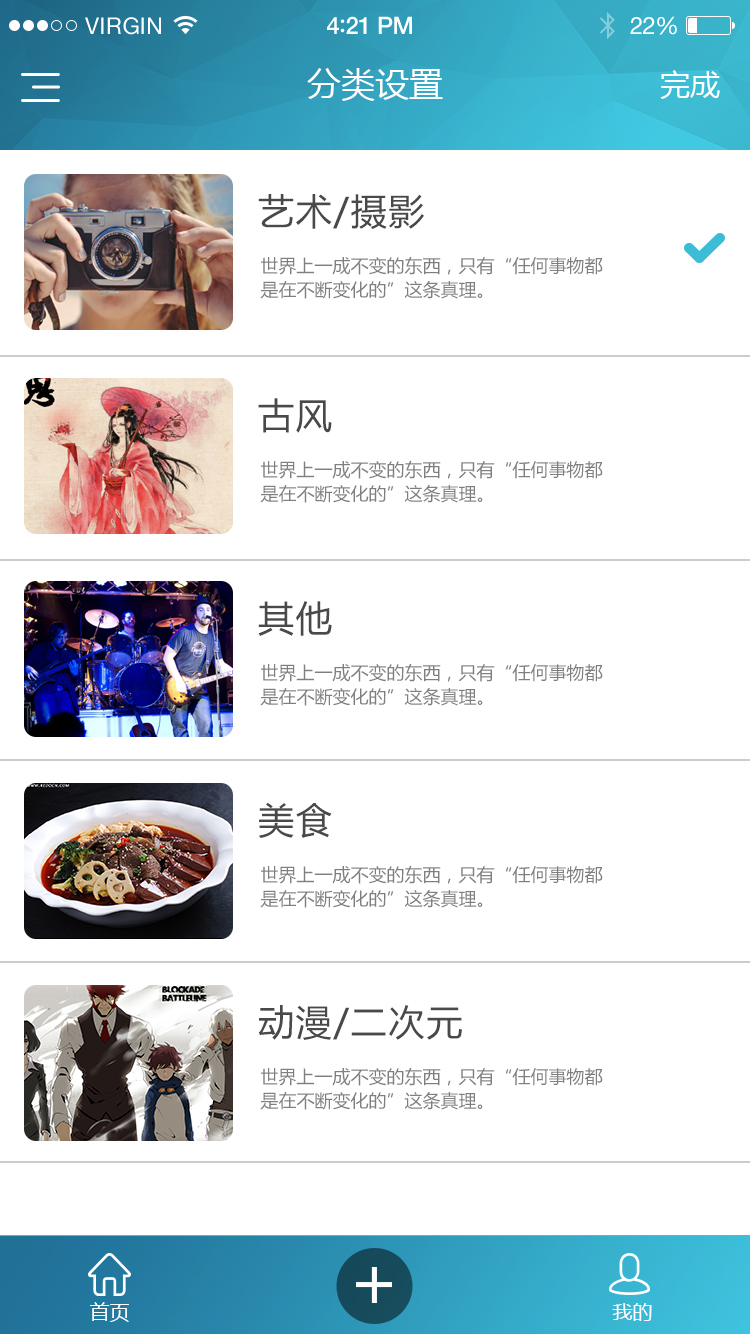 VIRGIN 4:21 PM 22%
分类设置 完成
艺术/摄影
世界上一成不变的东西，只有“任何事物都
是在不断变化的”这条真理。
古风
世界上一成不变的东西，只有“任何事物都
是在不断变化的”这条真理。
其他
世界上一成不变的东西，只有“任何事物都
是在不断变化的”这条真理。
美食
世界上一成不变的东西，只有“任何事物都
是在不断变化的”这条真理。
BLOCKADE
BATTLELINE
动漫/二次元
世界上一成不变的东西，只有“任何事物都
是在不断变化的”这条真理。
首页 我的